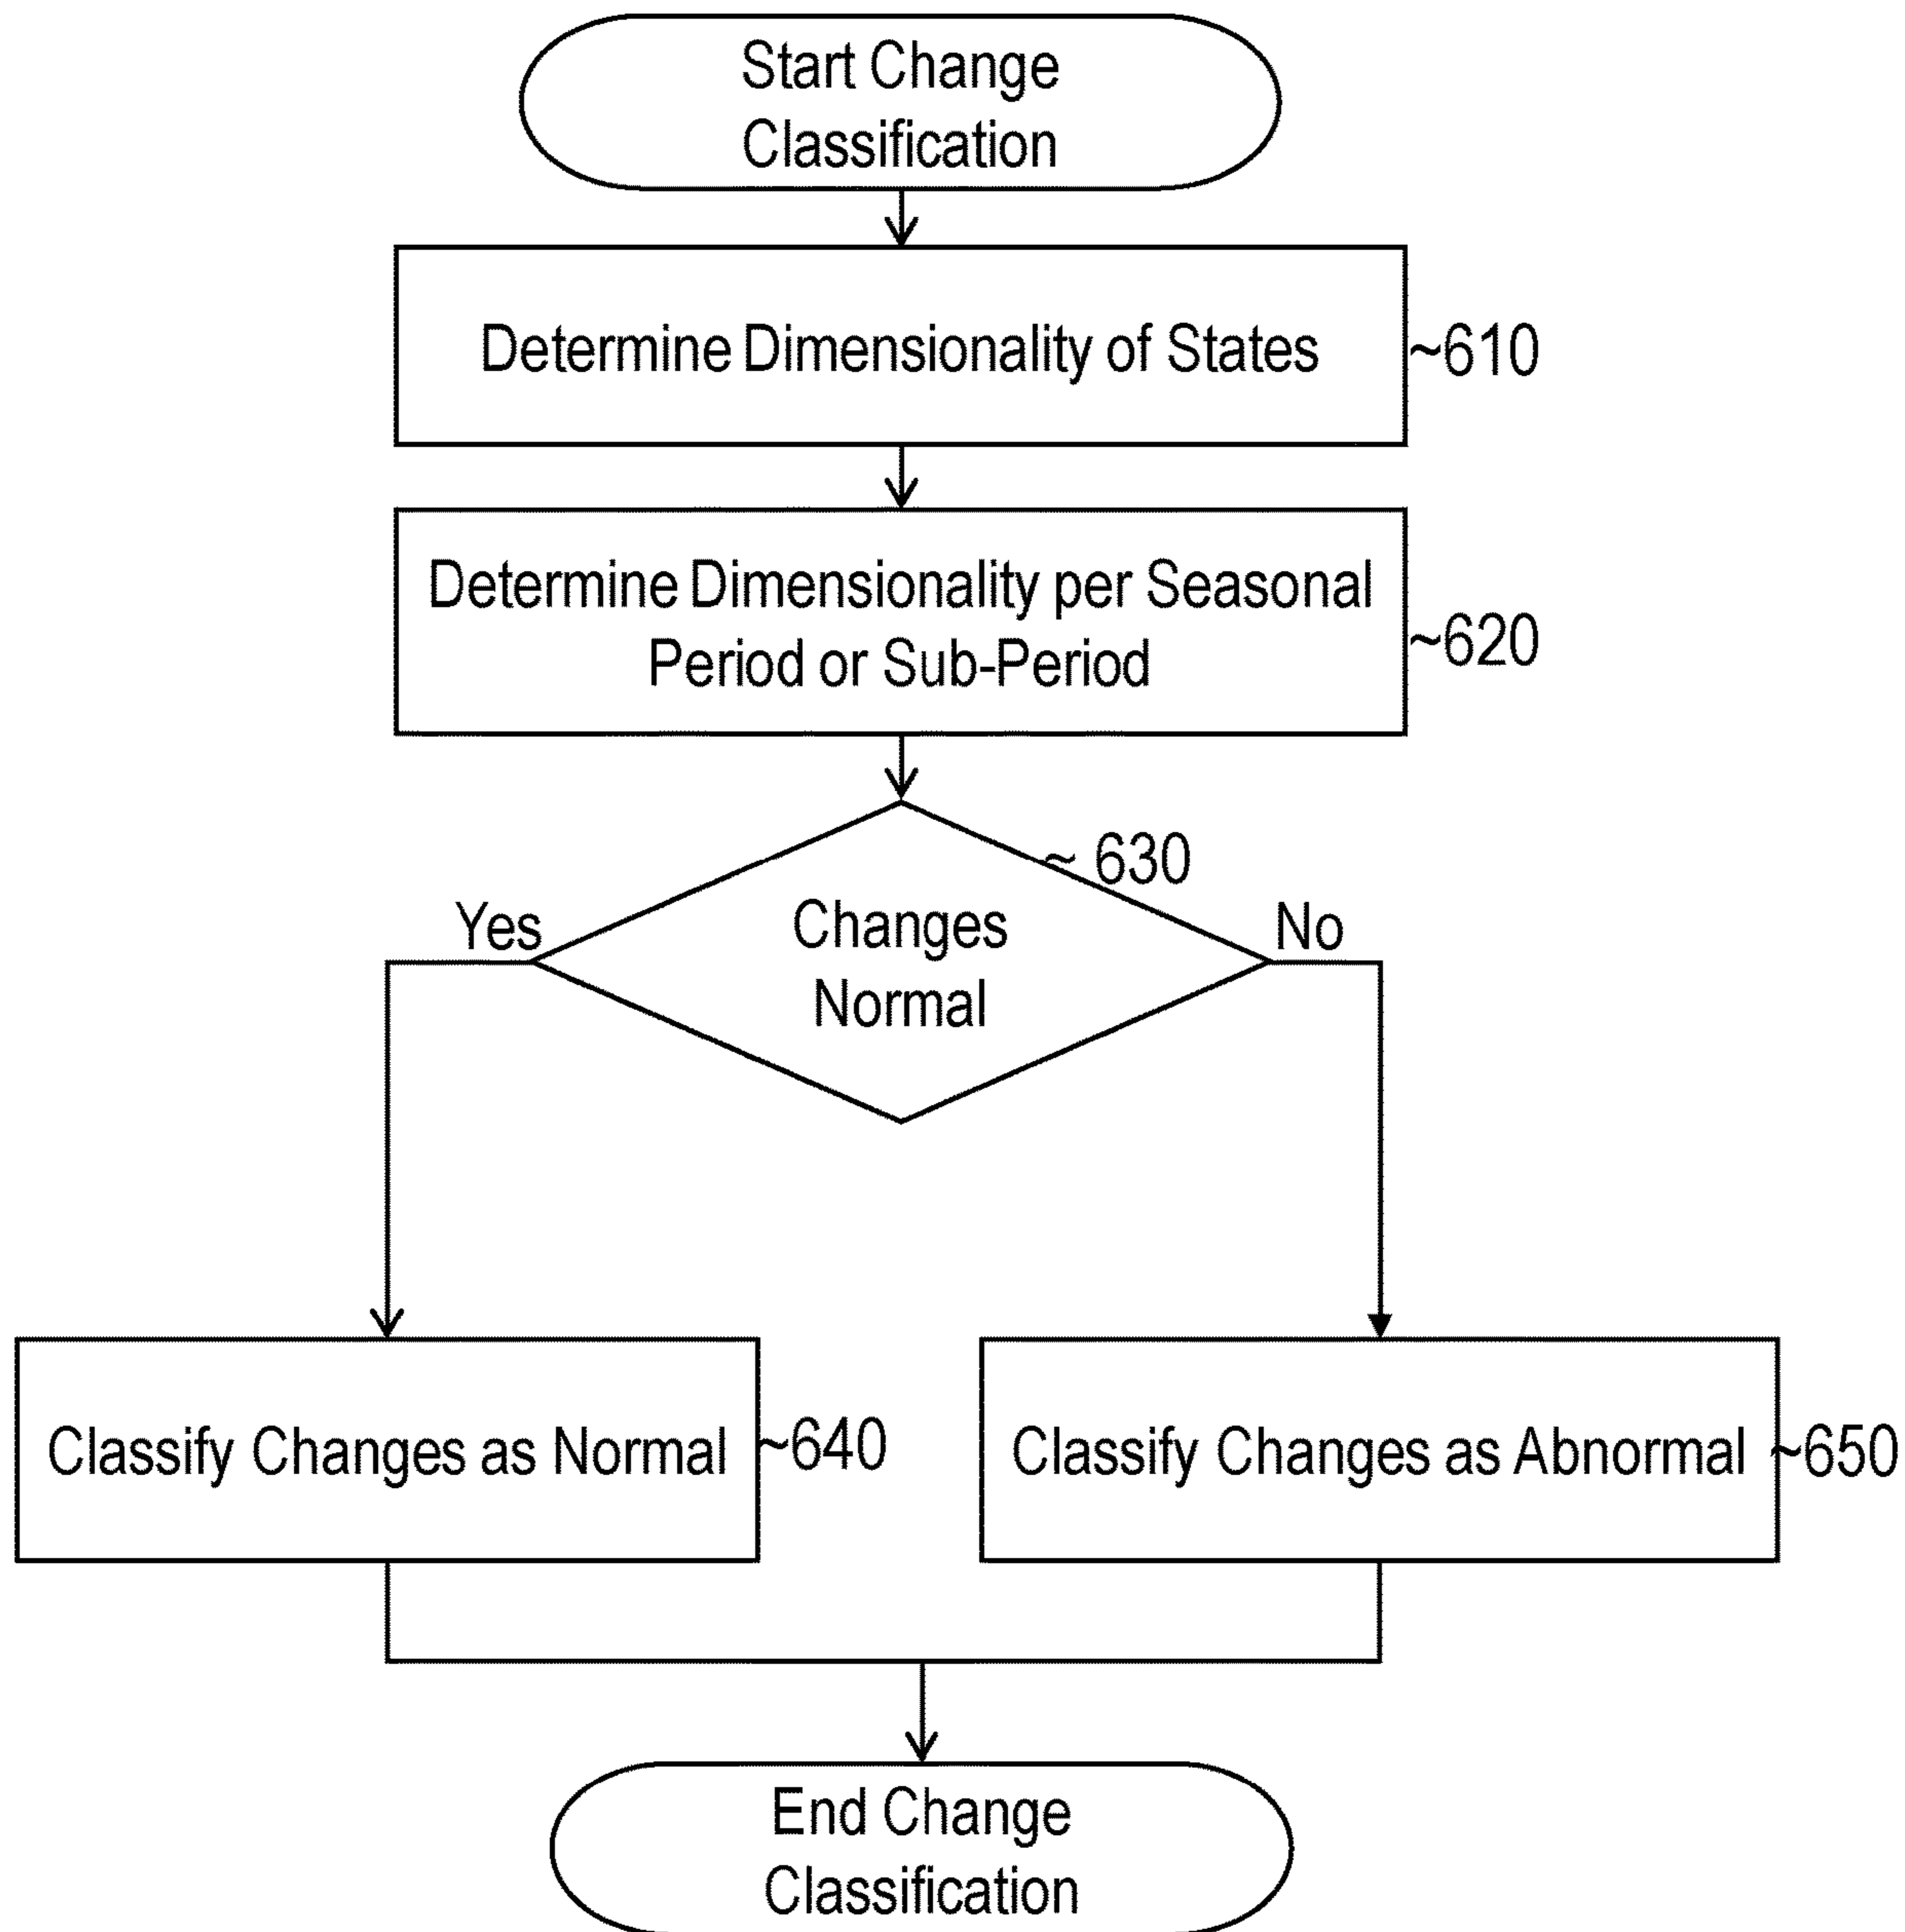 Start Change
Classification
Determine Dimensionality of States
~610
Determine Dimensionality per Seasonal
Period or Sub-Period
~620
~ 630
Changes
Normal
Yes
No
Classify Changes as Normal
~640
Classify Changes as Abnormal
~650
End Change
Classification